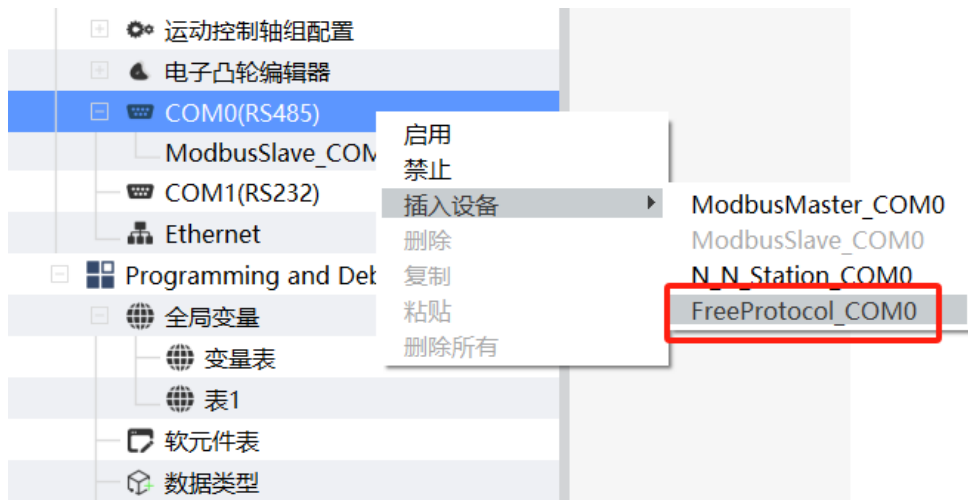 运动控制轴组配置
电子凸轮编辑器
COM0(RS485)
ModbusSlave_COM
COM1(RS232)
Ethernet
Programming and Deb
全局变量
变量表
表1
软元件表
数据类型
启用
禁止
插入设备
删除
复制
粘贴
删除所有
ModbusMaster_COM0
ModbusSlave_COM0
N_N_Station_COM0
FreeProtocol_COM0